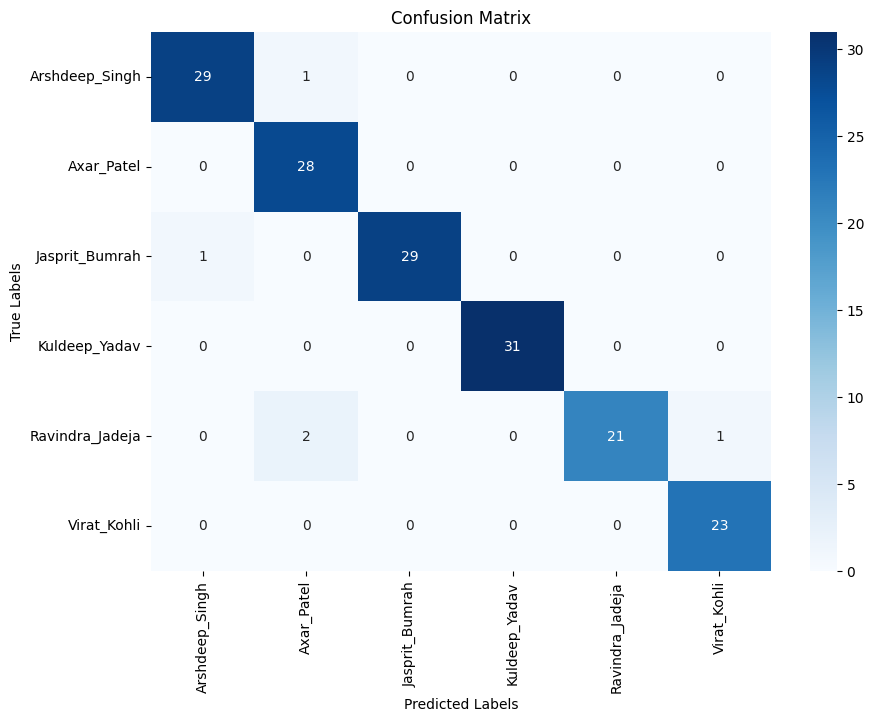 Confusion Matrix
True Labels
Arshdeep_Singh 29 1 0 0 0 0
Axar_Patel 0 28 0 0 0 0
Jasprit_Bumrah 1 0 29 0 0 0
Kuldeep_Yadav 0 0 0 31 0 0
Ravindra_Jadeja 0 2 0 0 21 1
Virat_Kohli 0 0 0 0 0 23
Arshdeep_Singh
Axar_Patel
Jasprit_Bumrah
Kuldeep_Yadav
Ravindra_Jadeja
Virat_Kohli
Predicted Labels
30
25
20
15
10
5
0